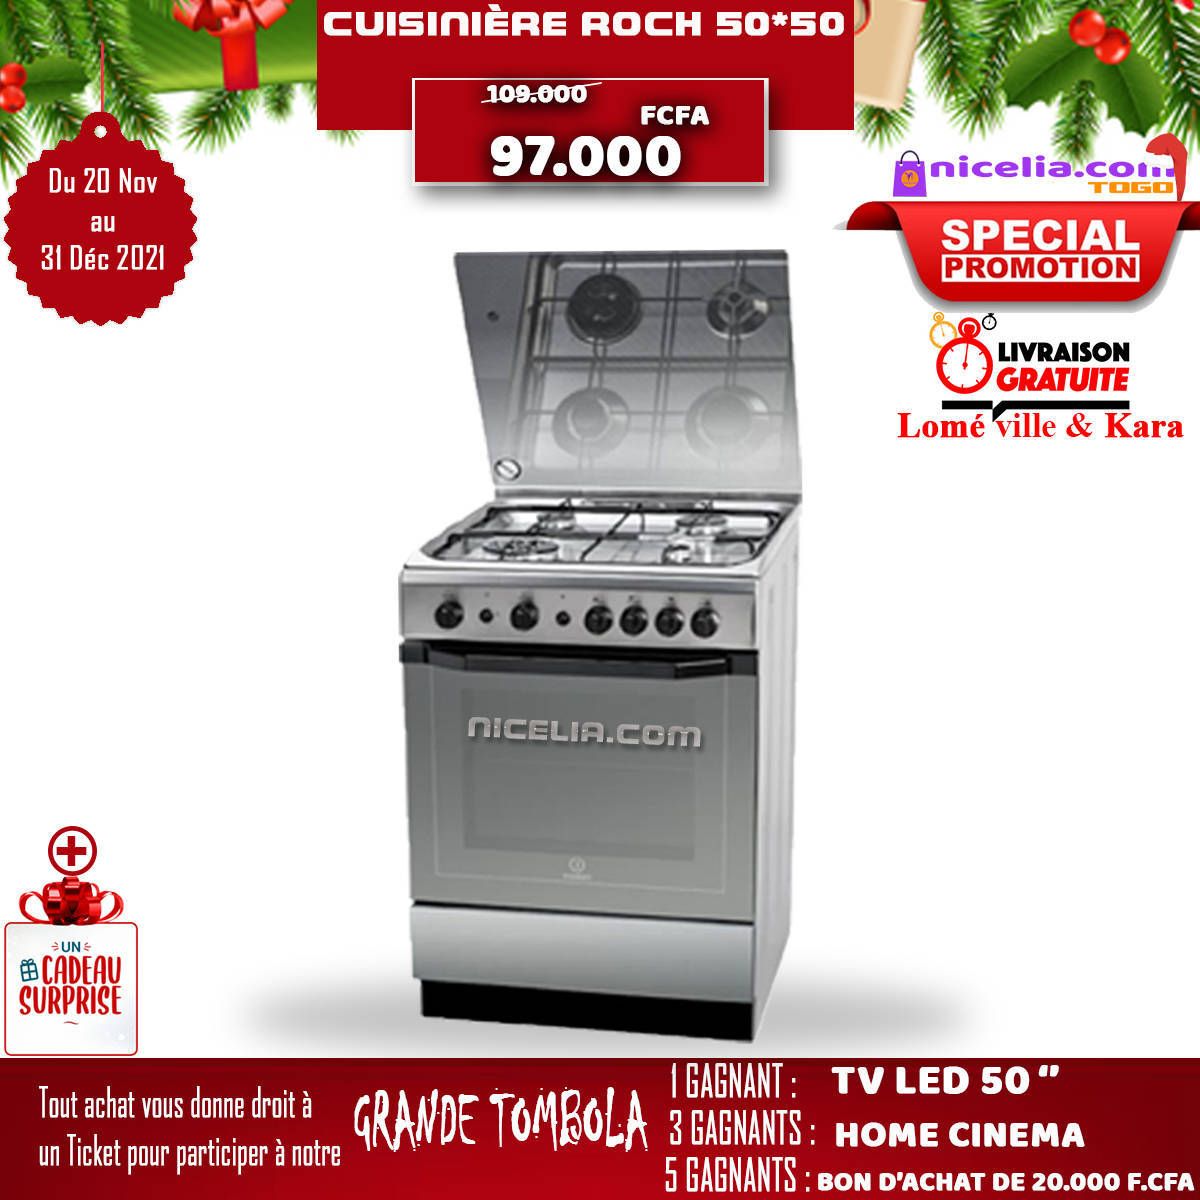 CUISINIÈRE ROCH 50*50
109.000
FCFA
97.000
Du 20 Nov
au
31 Déc 2021
nicelia.com
TOGO
SPECIAL
PROMOTION
LIVRAISON
GRATUITE
Lomé ville & Kara
NICELIA.COM
UN
CADEAU
SURPRISE
Tout achat vous donne droit à
un Ticket pour participer à notre
GRANDE TOMBOLA
1 GAGNANT : TV LED 50 "
3 GAGNANTS : HOME CINEMA
5 GAGNANTS : BON D'ACHAT DE 20.000 F.CFA